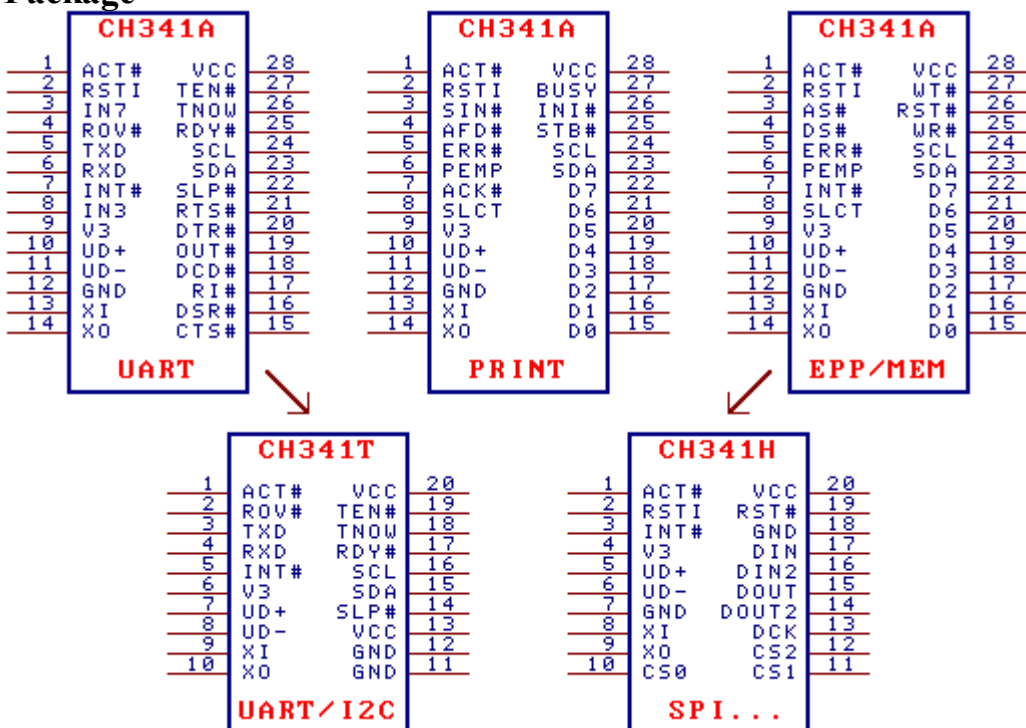 Package
CH341A
1 ACT# VCC 28
2 RSTI TEN# 27
3 IN7 TNOW 26
4 ROV# RDY# 25
5 TXD SCL 24
6 RXD SDA 23
7 INT# SLP# 22
8 IN3 RTS# 21
9 V3 DTR# 20
10 UD+ OUT# 19
11 UD- DCD# 18
12 GND RI# 17
13 XI DSR# 16
14 XO CTS# 15
UART
CH341A
1 ACT# VCC 28
2 RSTI BUSY 27
3 SIN# INI# 26
4 AFD# STB# 25
5 ERR# SCL 24
6 PEMP SDA 23
7 ACK# D7 22
8 SLCT D6 21
9 V3 D5 20
10 UD+ D4 19
11 UD- D3 18
12 GND D2 17
13 XI D1 16
14 XO D0 15
PRINT
CH341A
1 ACT# VCC 28
2 RSTI WT# 27
3 AS# RST# 26
4 DS# WR# 25
5 ERR# SCL 24
6 PEMP SDA 23
7 INT# D7 22
8 SLCT D6 21
9 V3 D5 20
10 UD+ D4 19
11 UD- D3 18
12 GND D2 17
13 XI D1 16
14 XO D0 15
EPP/MEM
CH341T
1 ACT# VCC 20
2 ROV# TEN# 19
3 TXD TNOW 18
4 RXD RDY# 17
5 INT# SCL 16
6 V3 SDA 15
7 UD+ SLP# 14
8 UD- VCC 13
9 XI GND 12
10 XO GND 11
UART/I2C
CH341H
1 ACT# VCC 20
2 RSTI RST# 19
3 INT# GND 18
4 V3 DIN 17
5 UD+ DIN2 16
6 UD- DOUT 15
7 GND DOUT2 14
8 XI DCK 13
9 XO CS2 12
10 CS0 CS1 11
SPI...